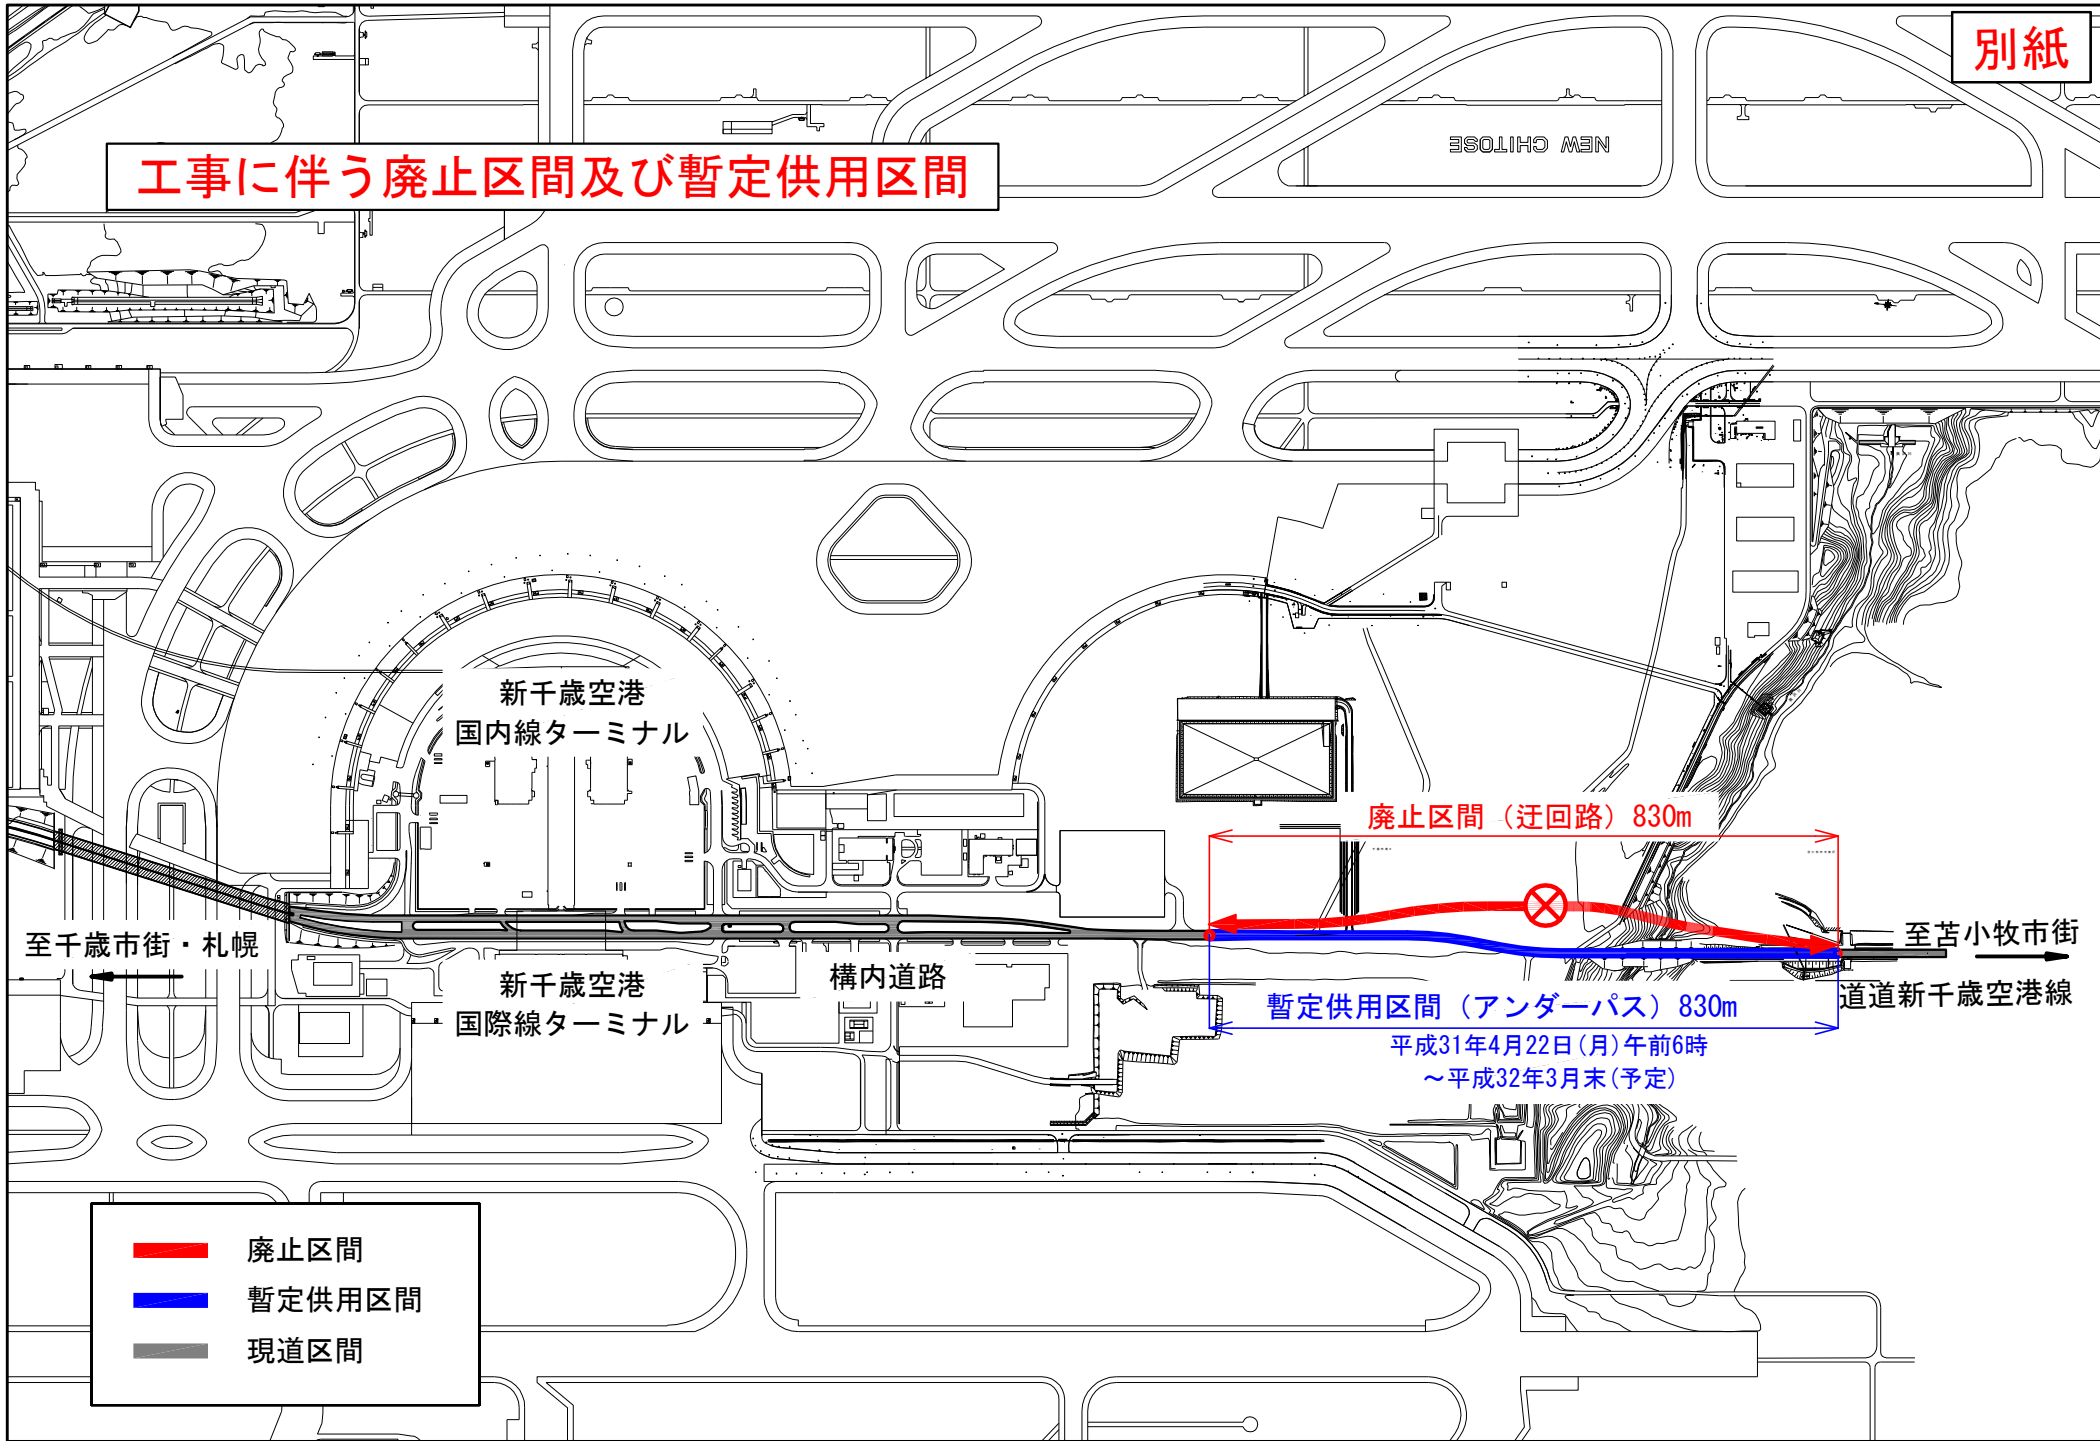 別紙
NEW CHITOSE
工事に伴う廃止区間及び暫定供用区間
新千歳空港
国内線ターミナル
廃止区間（迂回路）830m
至千歳市街・札幌
新千歳空港
国際線ターミナル
構内道路
至苫小牧市街
道道新千歳空港線
暫定供用区間（アンダーパス）830m
平成31年4月22日(月)午前6時
～平成32年3月末(予定)
廃止区間
暫定供用区間
現道区間